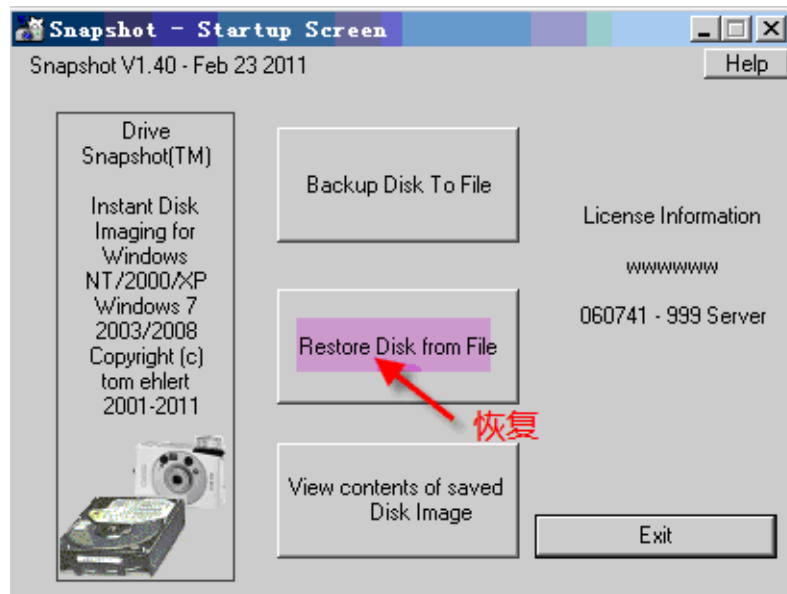 Snapshot - Startup Screen
Snapshot V1.40 - Feb 23 2011
Help
Drive
Snapshot(TM)
Instant Disk
Imaging for
Windows
NT/2000/XP
Windows 7
2003/2008
Copyright (c)
tom ehlert
2001-2011
Backup Disk To File
Restore Disk from File
恢复
View contents of saved
Disk Image
License Information
wwwwww
060741 - 999 Server
Exit